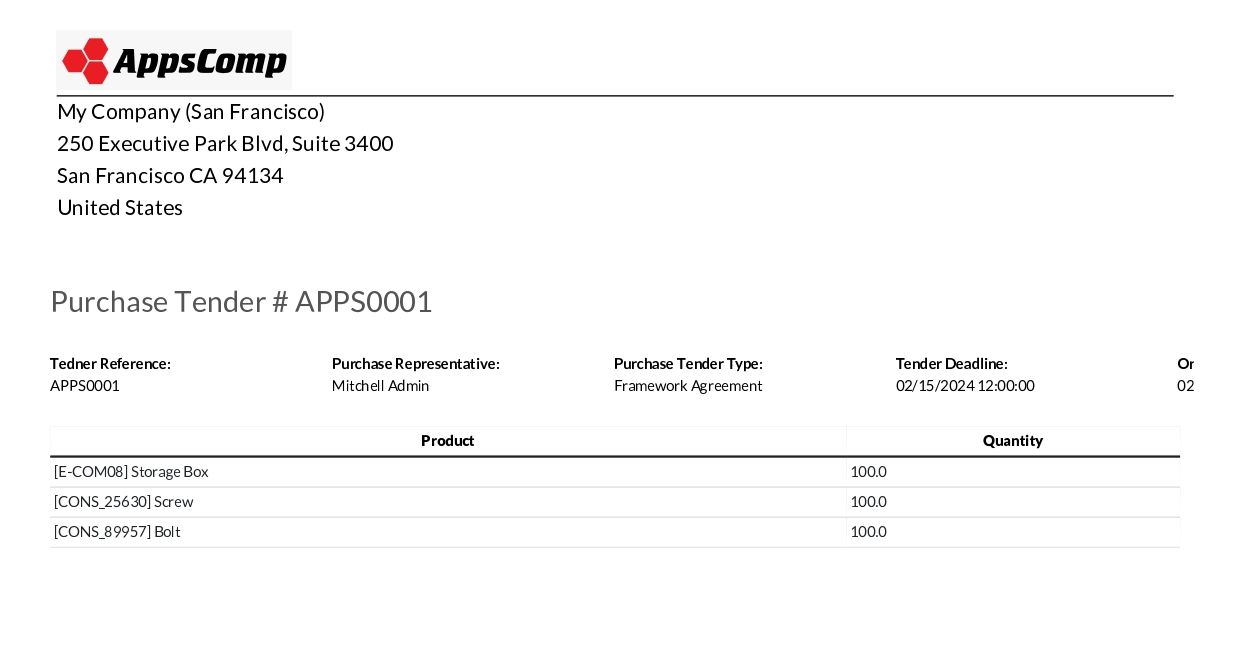 AppsComp
My Company (San Francisco)
250 Executive Park Blvd, Suite 3400
San Francisco CA 94134
United States
Purchase Tender # APPS0001
Tedner Reference: Purchase Representative: Purchase Tender Type: Tender Deadline: Or
APPS0001 Mitchell Admin Framework Agreement 02/15/2024 12:00:00 02
Product Quantity
[E-COM08] Storage Box 100.0
[CONS_25630] Screw 100.0
[CONS_89957] Bolt 100.0